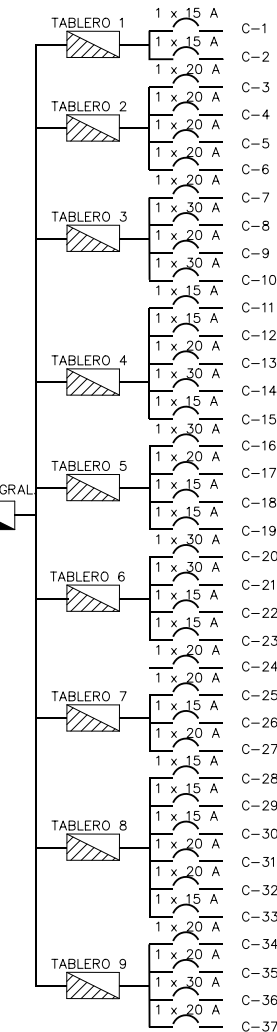 1 x 15 A
TABLERO 1
C-1
1 x 15 A
C-2
1 x 20 A
C-3
TABLERO 2
1 x 20 A
C-4
1 x 20 A
C-5
1 x 20 A
C-6
1 x 20 A
C-7
TABLERO 3
1 x 30 A
C-8
1 x 20 A
C-9
1 x 30 A
C-10
1 x 15 A
C-11
1 x 15 A
C-12
1 x 20 A
C-13
TABLERO 4
1 x 30 A
C-14
1 x 15 A
C-15
1 x 30 A
C-16
TABLERO 5
1 x 20 A
C-17
1 x 15 A
C-18
GRAL.
1 x 15 A
C-19
1 x 30 A
C-20
TABLERO 6
1 x 30 A
C-21
1 x 15 A
C-22
1 x 15 A
C-23
1 x 20 A
C-24
1 x 20 A
C-25
TABLERO 7
1 x 15 A
C-26
1 x 20 A
C-27
1 x 15 A
C-28
1 x 15 A
C-29
TABLERO 8
1 x 15 A
C-30
1 x 20 A
C-31
1 x 20 A
C-32
1 x 15 A
C-33
1 x 20 A
C-34
TABLERO 9
1 x 20 A
C-35
1 x 30 A
C-36
1 x 20 A
C-37